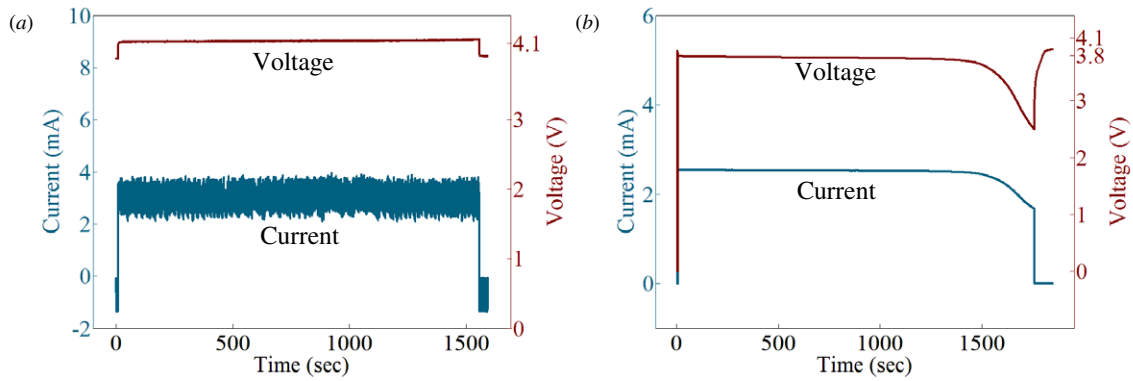 (a)
10
8
6
4
2
0
-2
Current (mA)
Voltage
Current
4.1
3
2
1
0
Voltage (V)
0
500
1000
1500
Time (sec)
(b)
6
4
2
0
Current (mA)
Voltage
Current
4.1
3.8
3
2
1
0
Voltage (V)
0
500
1000
1500
Time (sec)